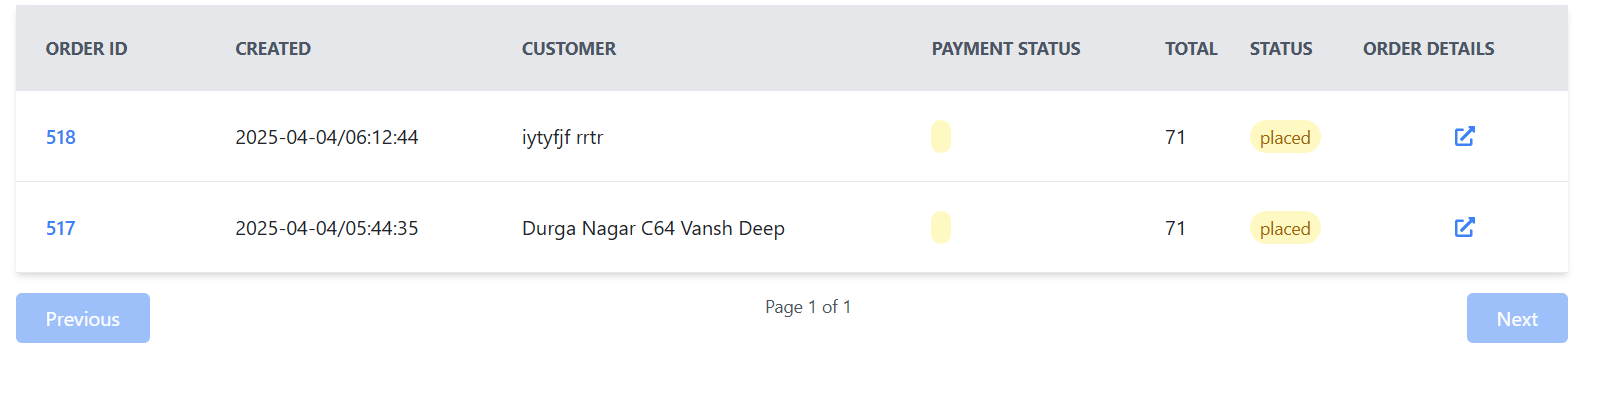 ORDER ID CREATED CUSTOMER PAYMENT STATUS TOTAL STATUS ORDER DETAILS
518 2025-04-04/06:12:44 iytyfjf rrtr 71 placed
517 2025-04-04/05:44:35 Durga Nagar C64 Vansh Deep 71 placed
Previous Page 1 of 1 Next